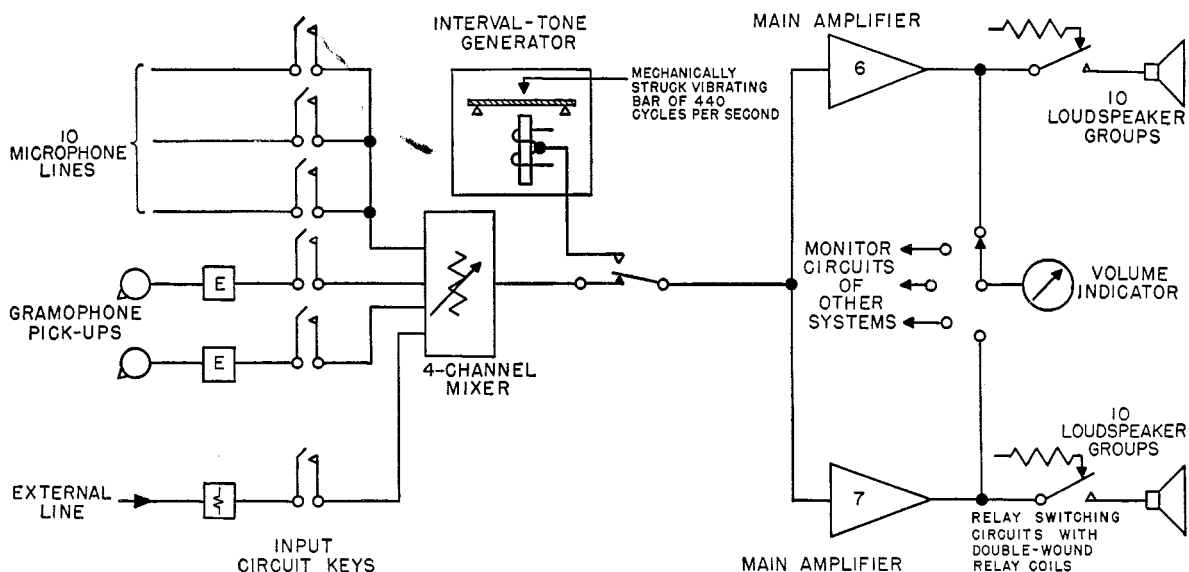 INTERVAL-TONE
GENERATOR
MECHANICALLY
STRUCK VIBRATING
BAR OF 440
CYCLES PER SECOND
MAIN AMPLIFIER
6
10
LOUDSPEAKER
GROUPS
10
MICROPHONE
LINES
E
GRAMOPHONE
PICK-UPS
E
4-CHANNEL
MIXER
MONITOR
CIRCUITS
OF
OTHER
SYSTEMS
VOLUME
INDICATOR
EXTERNAL
LINE
INPUT
CIRCUIT KEYS
7
MAIN AMPLIFIER
10
LOUDSPEAKER
GROUPS
RELAY SWITCHING
CIRCUITS WITH
DOUBLE-WOUND
RELAY COILS